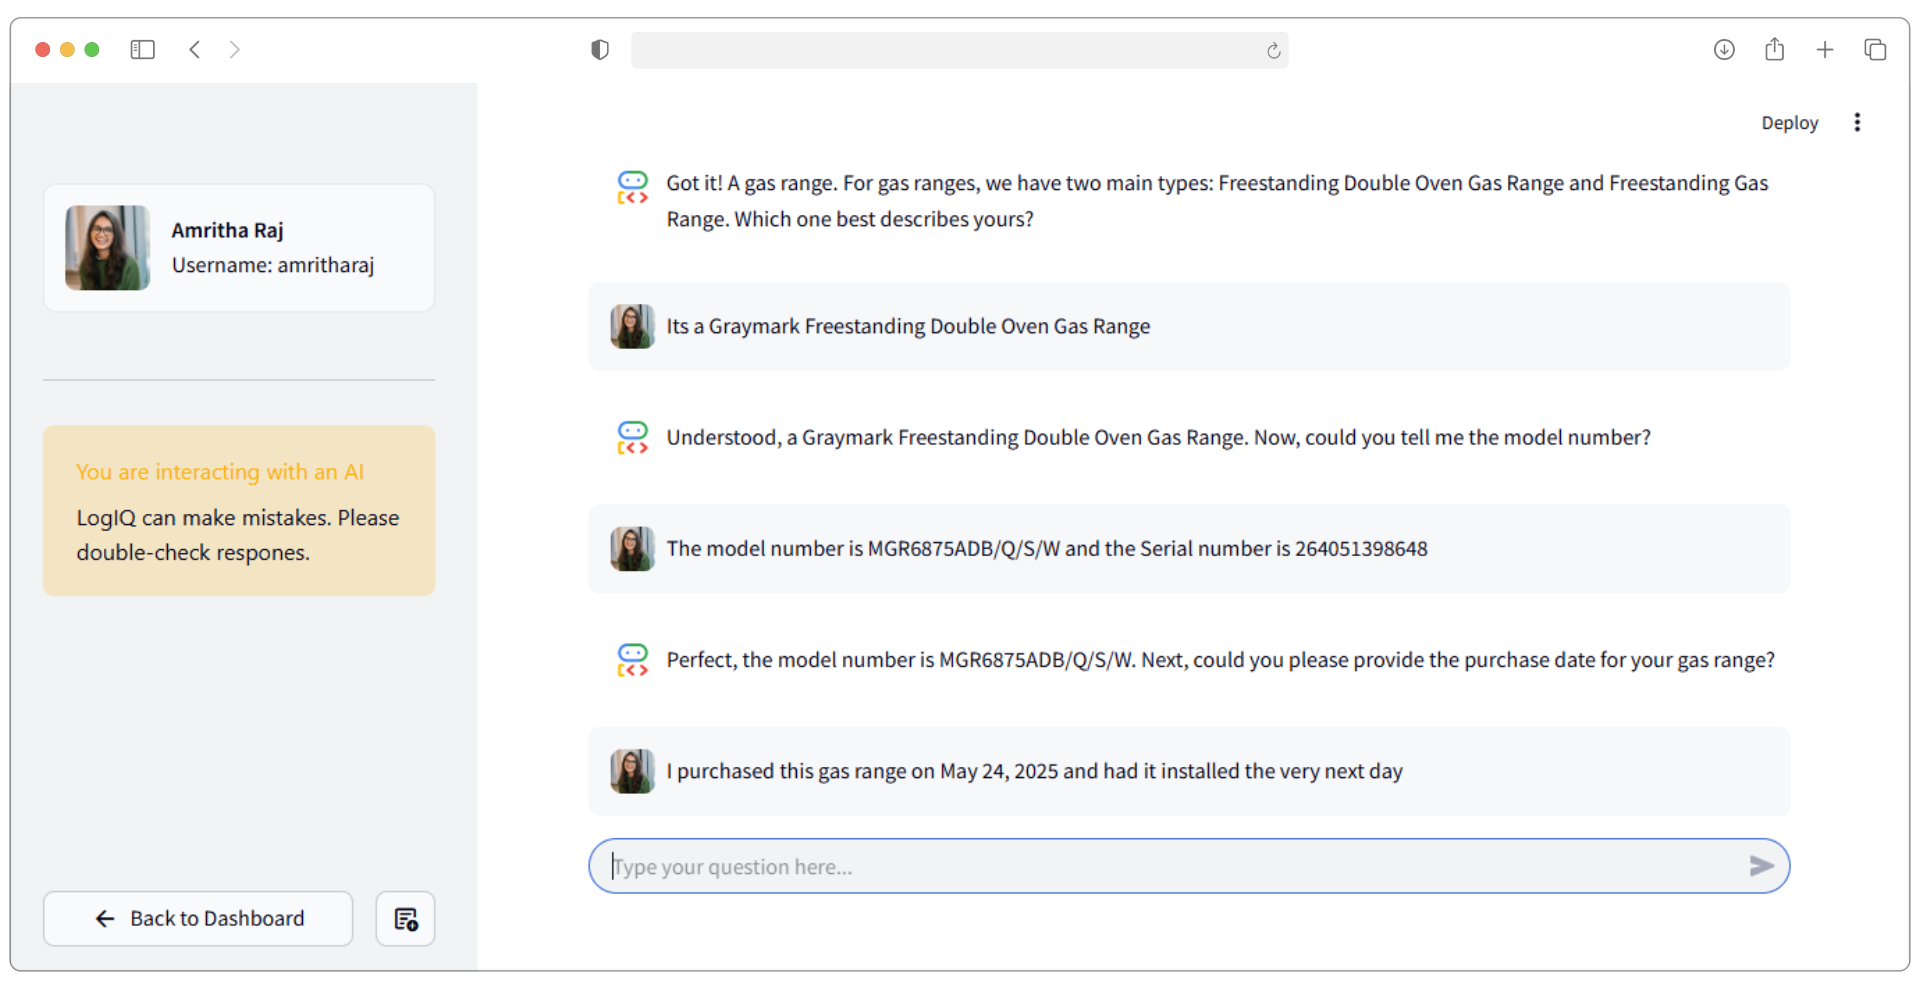 Deploy
Amritha Raj
Username: amritharaj
You are interacting with an AI
LogIQ can make mistakes. Please
double-check respones.
Back to Dashboard
Got it! A gas range. For gas ranges, we have two main types: Freestanding Double Oven Gas Range and Freestanding Gas
Range. Which one best describes yours?
Its a Graymark Freestanding Double Oven Gas Range
Understood, a Graymark Freestanding Double Oven Gas Range. Now, could you tell me the model number?
The model number is MGR6875ADB/Q/S/W and the Serial number is 264051398648
Perfect, the model number is MGR6875ADB/Q/S/W. Next, could you please provide the purchase date for your gas range?
I purchased this gas range on May 24, 2025 and had it installed the very next day
Type your question here...